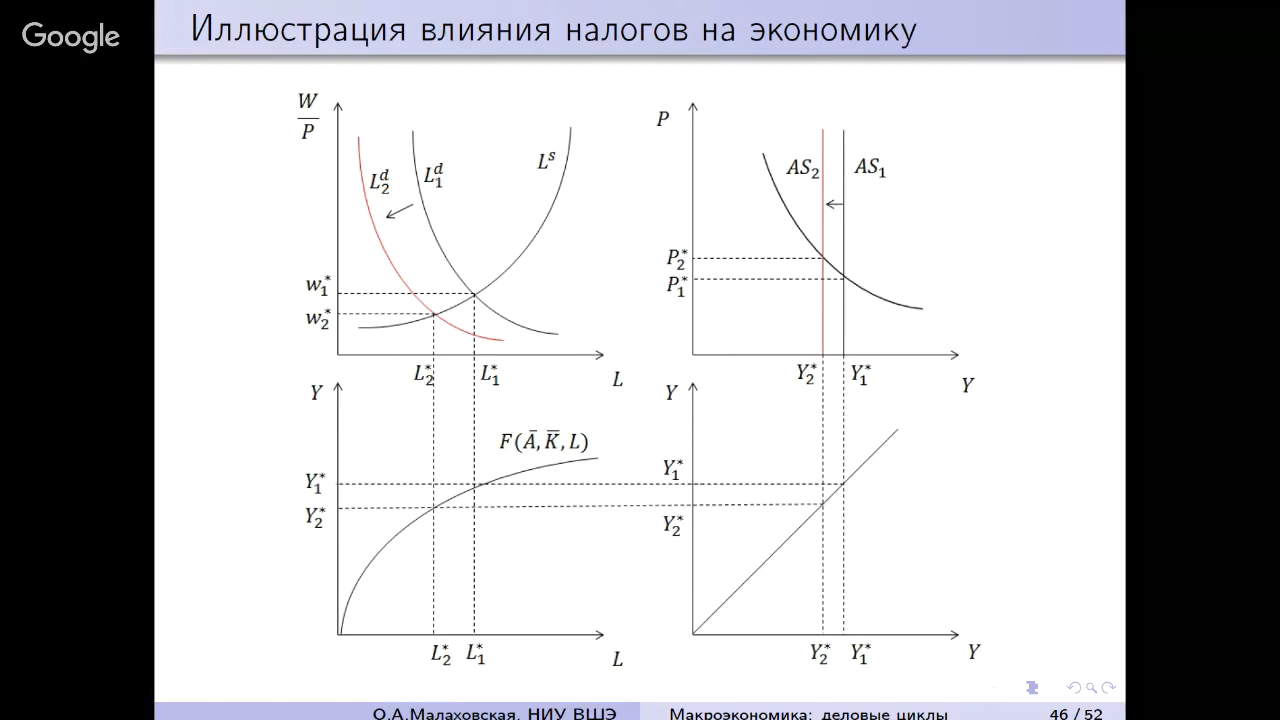 Google
Иллюстрация влияния налогов на экономику
W
P
L₂ᵈ
L₁ᵈ
Lˢ
w₁*
w₂*
L₂*
L₁*
L
P
AS₂
AS₁
P₂*
P₁*
Y₂*
Y₁*
Y
Y
F(Ā, K̅, L)
Y₁*
Y₂*
L₂*
L₁*
L
Y
Y₁*
Y₂*
Y₂*
Y₁*
Y
О.А.Малаховская, НИУ ВШЭ
Макроэкономика: деловые циклы
46 / 52